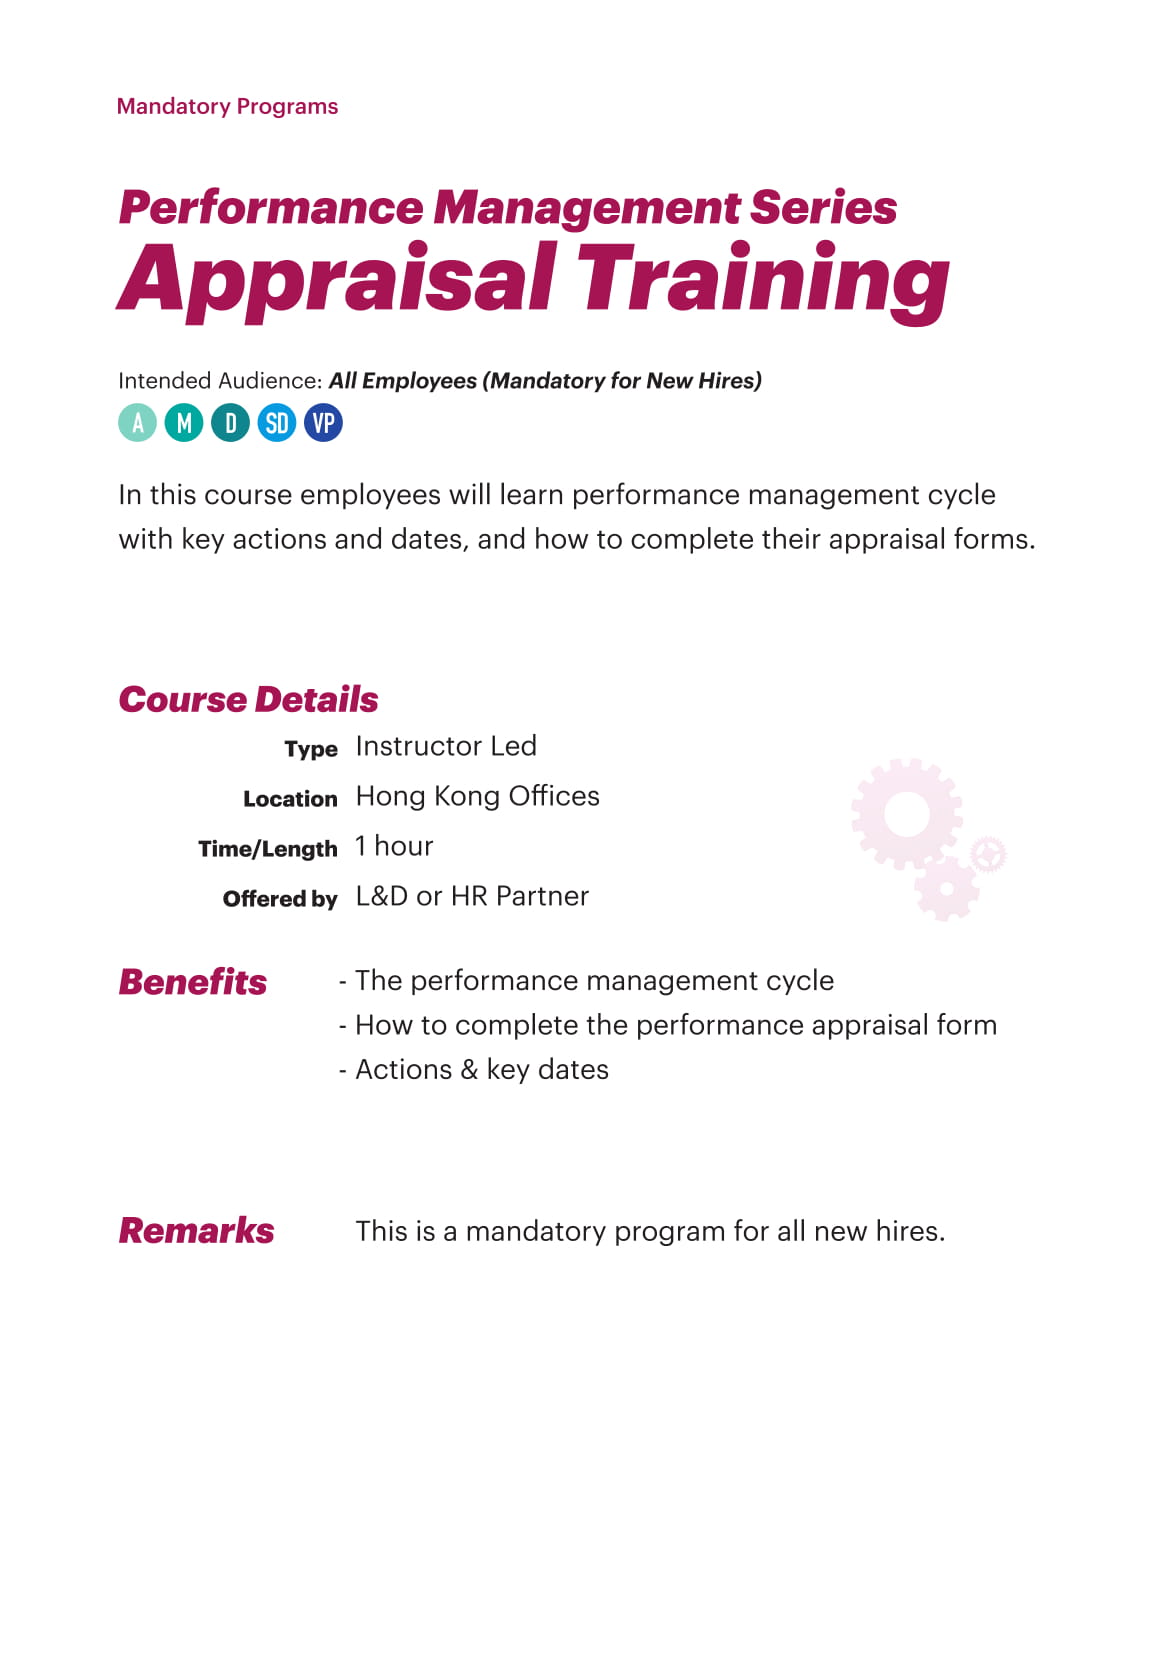 Mandatory Programs
Performance Management Series
Appraisal Training
Intended Audience: All Employees (Mandatory for New Hires)
A M D SD VP
In this course employees will learn performance management cycle
with key actions and dates, and how to complete their appraisal forms.
Course Details
Type Instructor Led
Location Hong Kong Offices
Time/Length 1 hour
Offered by L&D or HR Partner
Benefits - The performance management cycle
- How to complete the performance appraisal form
- Actions & key dates
Remarks This is a mandatory program for all new hires.